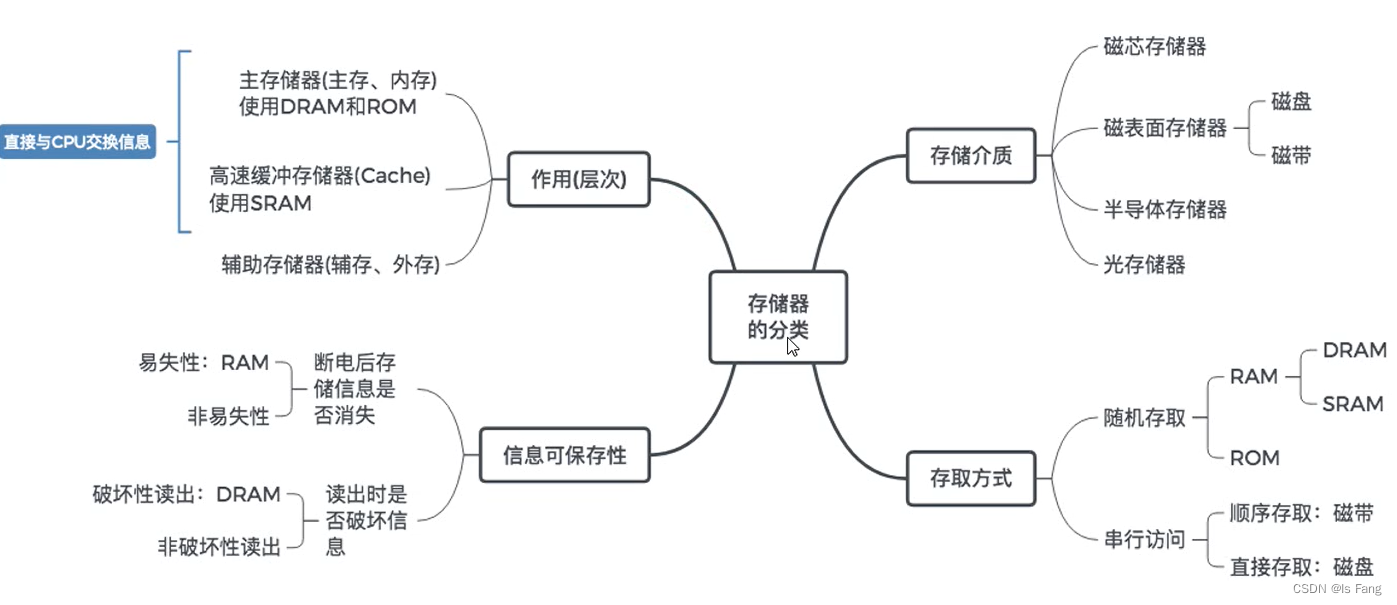 存储器
的分类
作用(层次)
主存储器(主存、内存)
使用DRAM和ROM
高速缓冲存储器(Cache)
使用SRAM
辅助存储器(辅存、外存)
直接与CPU交换信息
信息可保存性
断电后存
储信息是
否消失
易失性：RAM
非易失性
读出时是
否破坏信
息
破坏性读出：DRAM
非破坏性读出
存储介质
磁芯存储器
磁表面存储器
磁盘
磁带
半导体存储器
光存储器
存取方式
随机存取
RAM
DRAM
SRAM
ROM
串行访问
顺序存取：磁带
直接存取：磁盘
CSDN @ls Fang